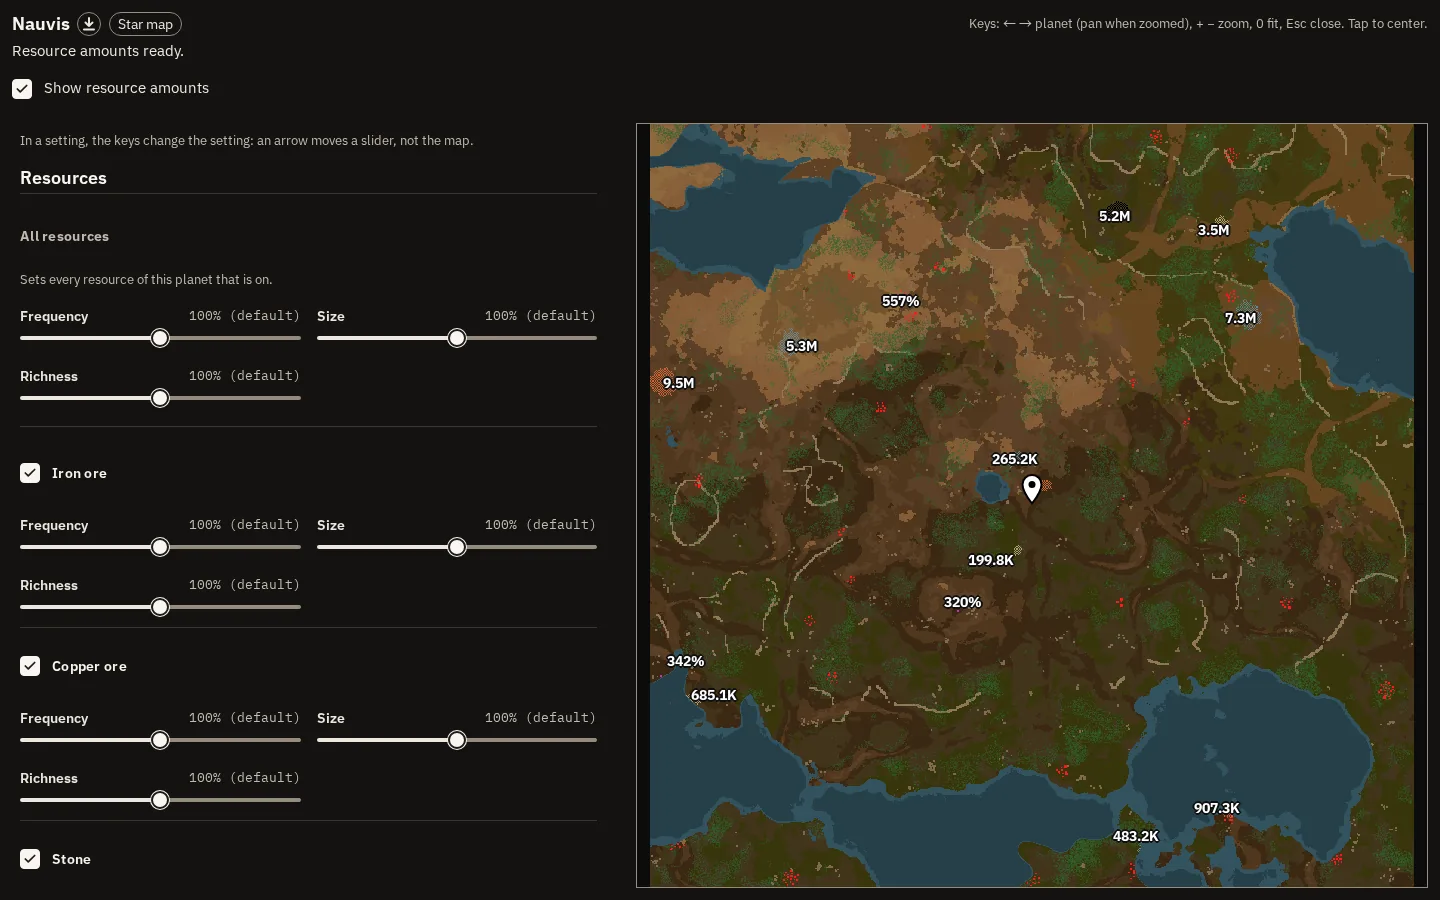 Nauvis
Star map
Keys: ←→ planet (pan when zoomed), + − zoom, 0 fit, Esc close. Tap to center.
Resource amounts ready.
Show resource amounts
In a setting, the keys change the setting: an arrow moves a slider, not the map.
Resources
All resources
Sets every resource of this planet that is on.
Frequency 100% (default) Size 100% (default)
Richness 100% (default)
Iron ore
Frequency 100% (default) Size 100% (default)
Richness 100% (default)
Copper ore
Frequency 100% (default) Size 100% (default)
Richness 100% (default)
Stone
5.2M
3.5M
557%
7.3M
5.3M
9.5M
265.2K
199.8K
320%
342%
685.1K
907.3K
483.2K